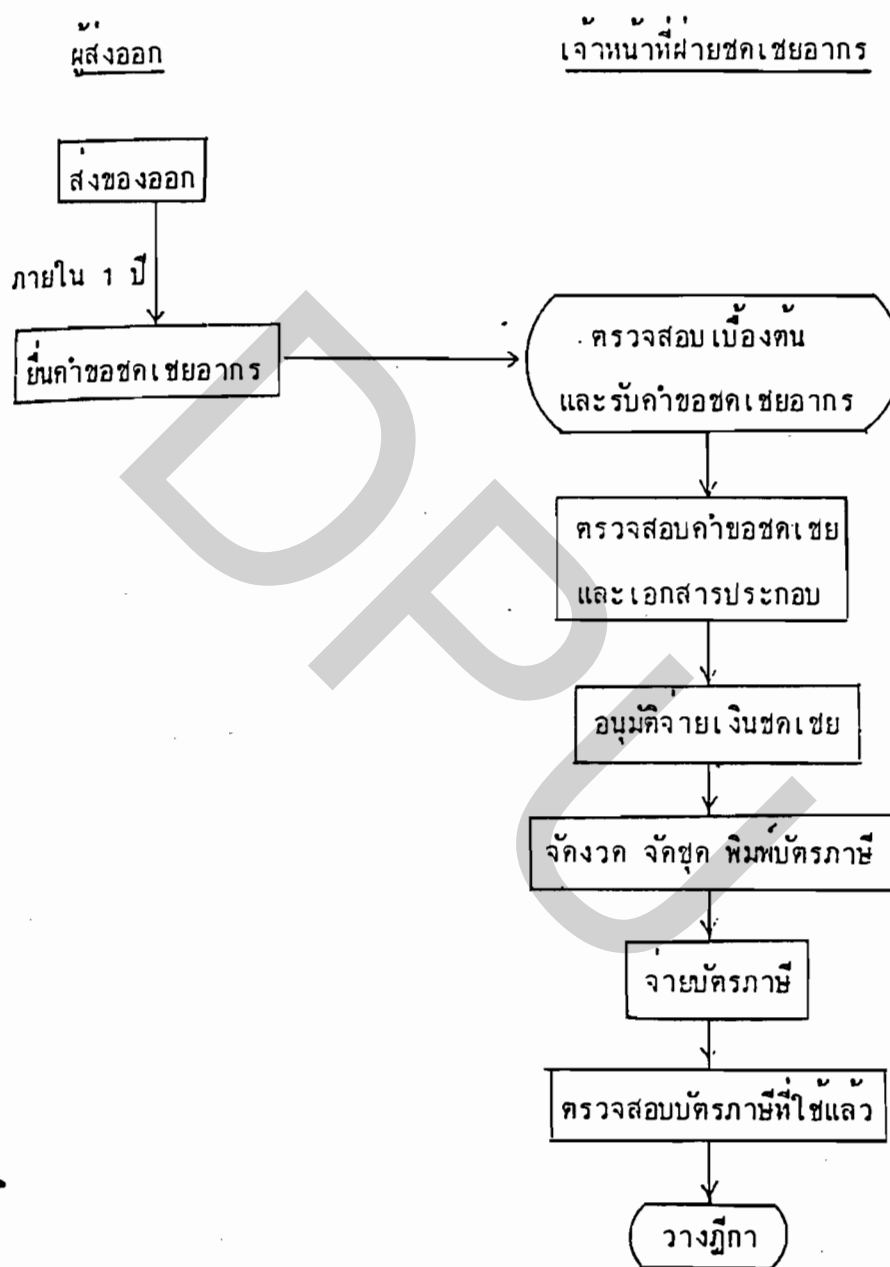 ผู้ส่งออก
เจ้าหน้าที่ฝ่ายชดเชยอากร
ส่งของออก
ภายใน 1 ปี
ยื่นคำขอชดเชยอากร
ตรวจสอบเบื้องต้น
และรับคำขอชดเชยอากร
ตรวจสอบคำขอชดเชย
และเอกสารประกอบ
อนุมัติจ่ายเงินชดเชย
จัดงวด จัดชุด พิมพ์บัตรภาษี
จ่ายบัตรภาษี
ตรวจสอบบัตรภาษีที่ใช้แล้ว
วางฎีกา
DPU